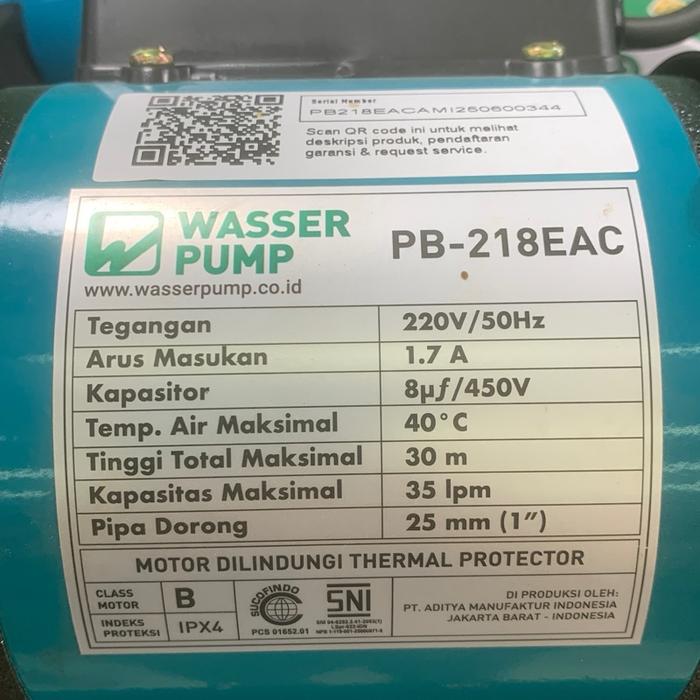 Serial Number
PB218EACAMI250600344
Scan QR code ini untuk melihat
deskripsi produk, pendaftaran
garansi & request service.
WASSER
PUMP
PB-218EAC
www.wasserpump.co.id
Tegangan 220V/50Hz
Arus Masukan 1.7 A
Kapasitor 8µf/450V
Temp. Air Maksimal 40°C
Tinggi Total Maksimal 30 m
Kapasitas Maksimal 35 lpm
Pipa Dorong 25 mm (1")
MOTOR DILINDUNGI THERMAL PROTECTOR
CLASS
MOTOR
B
INDEKS
PROTEKSI
IPX4
SUCOFINDO
PCS 01652.01
SNI
DI PRODUKSI OLEH:
PT. ADITYA MANUFAKTUR INDONESIA
JAKARTA BARAT - INDONESIA